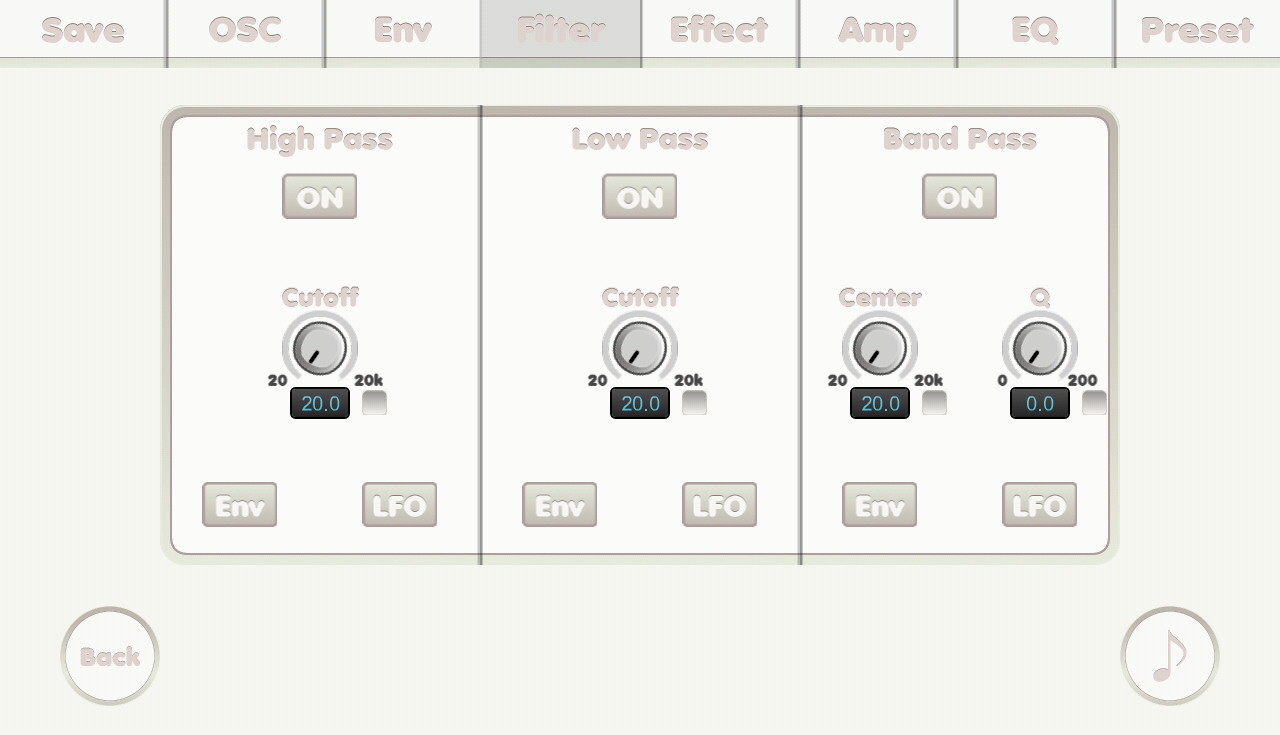 Save OSC Env Filter Effect Amp EQ Preset
High Pass Low Pass Band Pass
ON ON ON
Cutoff Cutoff Center Q
20 20k 20 20k 20 20k 0 200
20.0 20.0 20.0 0.0
Env LFO Env LFO Env LFO
Back